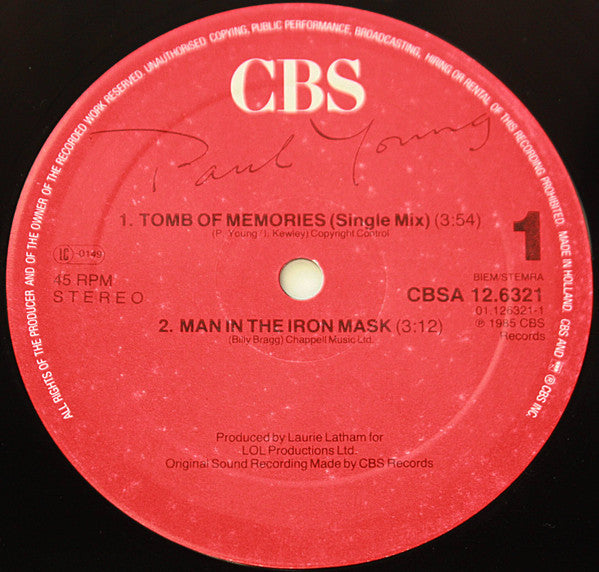 ALL RIGHTS OF THE PRODUCER AND OF THE OWNER OF THE RECORDED WORK RESERVED. UNAUTHORISED COPYING, PUBLIC PERFORMANCE, BROADCASTING, HIRING OR RENTAL OF THIS RECORDING PROHIBITED. MADE IN HOLLAND. CBS AND ® CBS INC.
CBS
Paul Young
1. TOMB OF MEMORIES (Single Mix) (3:54)
(P. Young / I. Kewley) Copyright Control
1
LC -0149
45 RPM
STEREO
BIEM/STEMRA
CBSA 12.6321
01.126321-1
℗ 1985 CBS
Records
2. MAN IN THE IRON MASK (3:12)
(Billy Bragg) Chappell Music Ltd.
Produced by Laurie Latham for
LOL Productions Ltd.
Original Sound Recording Made by CBS Records